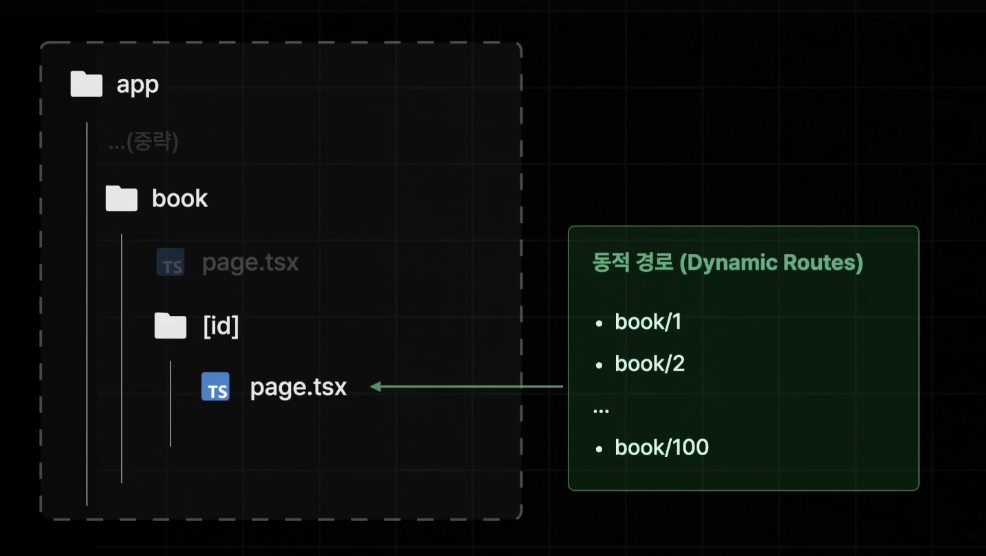 app
...(중략)
book
TS page.tsx
[id]
TS page.tsx
동적 경로 (Dynamic Routes)
• book/1
• book/2
...
• book/100